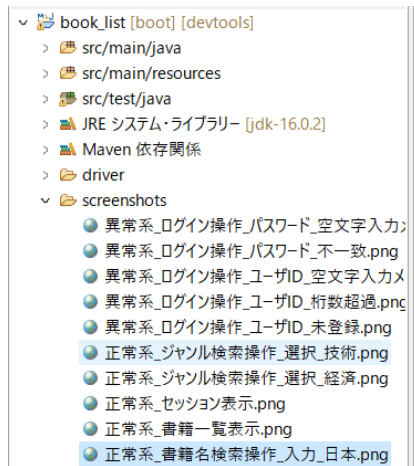 book_list [boot] [devtools]
src/main/java
src/main/resources
src/test/java
JRE システム・ライブラリー [jdk-16.0.2]
Maven 依存関係
driver
screenshots
異常系_ログイン操作_パスワード_空文字入力
異常系_ログイン操作_パスワード_不一致.png
異常系_ログイン操作_ユーザID_空文字入力メ
異常系_ログイン操作_ユーザID_桁数超過.png
異常系_ログイン操作_ユーザID_未登録.png
正常系_ジャンル検索操作_選択_技術.png
正常系_ジャンル検索操作_選択_経済.png
正常系_セッション表示.png
正常系_書籍一覧表示.png
正常系_書籍名検索操作_入力_日本.png